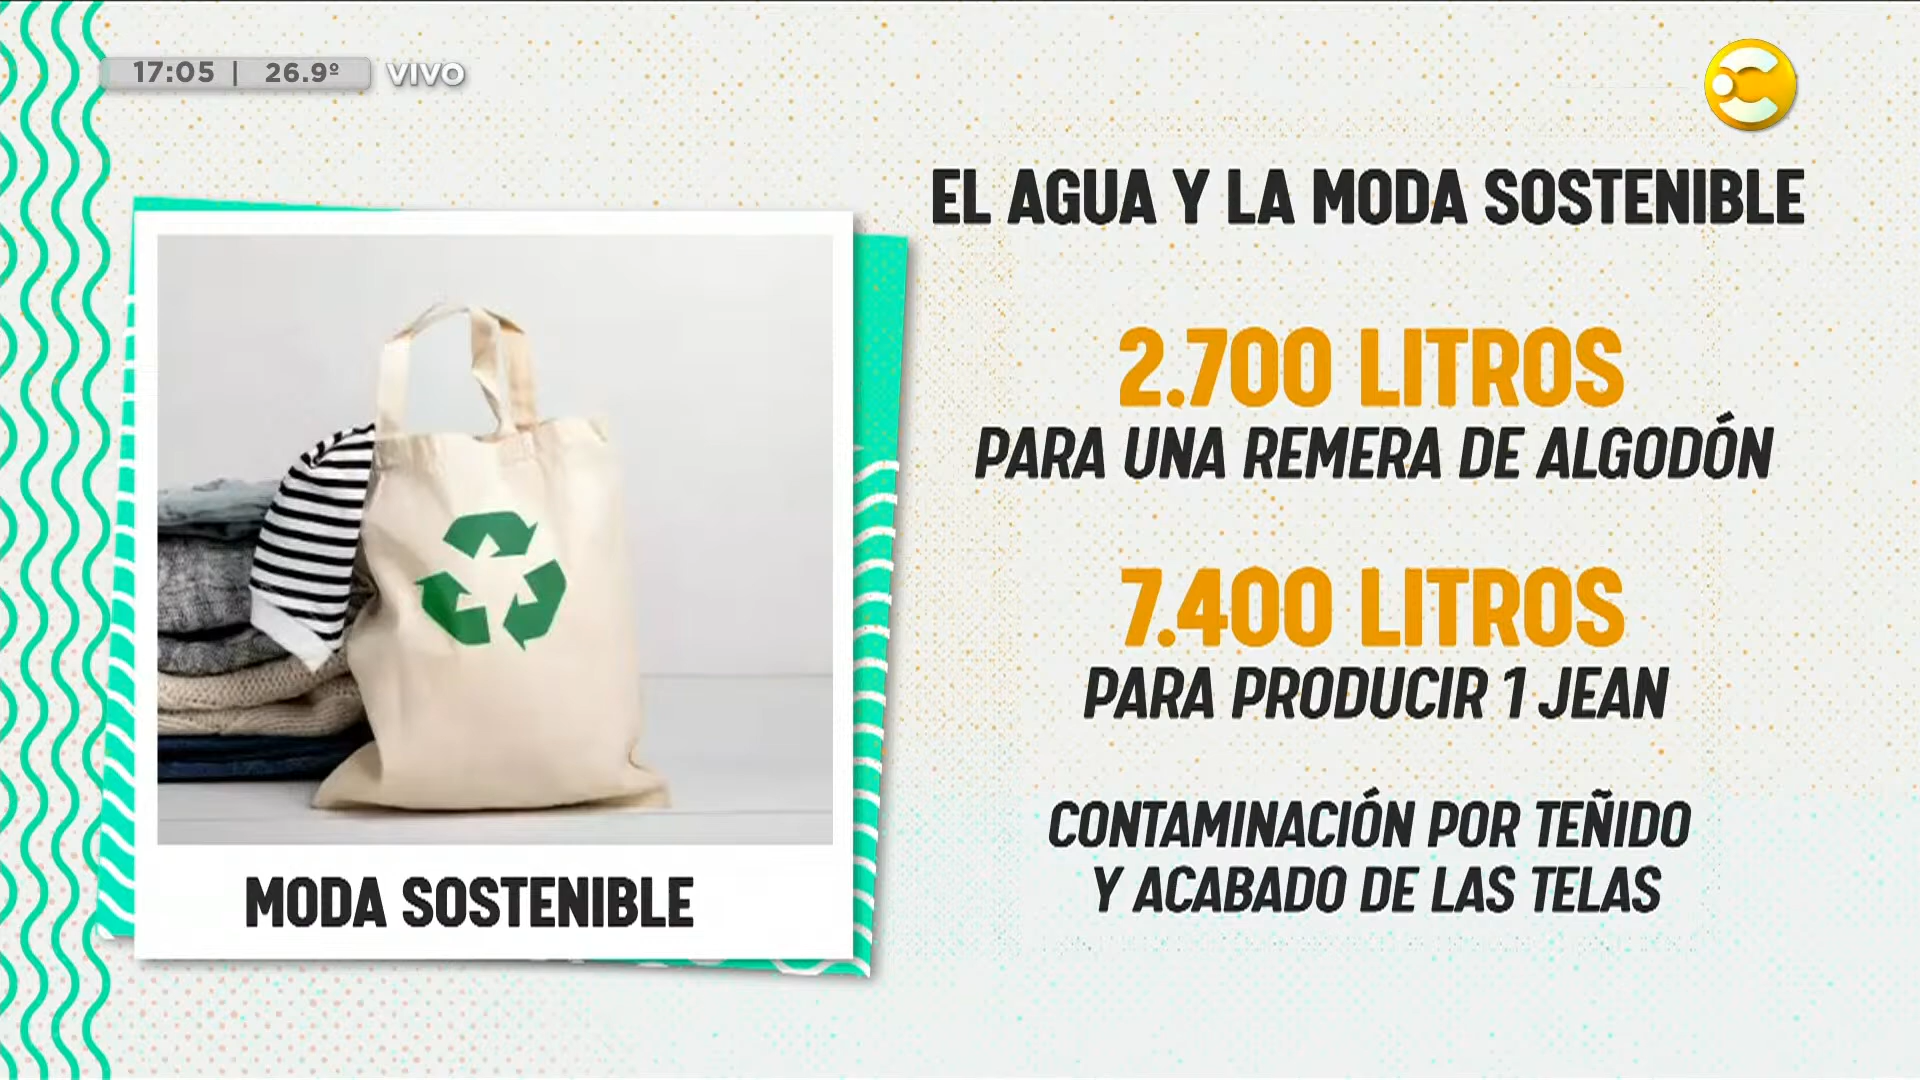 17:05 | 26.9º VIVO
EL AGUA Y LA MODA SOSTENIBLE
2.700 LITROS
PARA UNA REMERA DE ALGODÓN
7.400 LITROS
PARA PRODUCIR 1 JEAN
CONTAMINACIÓN POR TEÑIDO
Y ACABADO DE LAS TELAS
MODA SOSTENIBLE